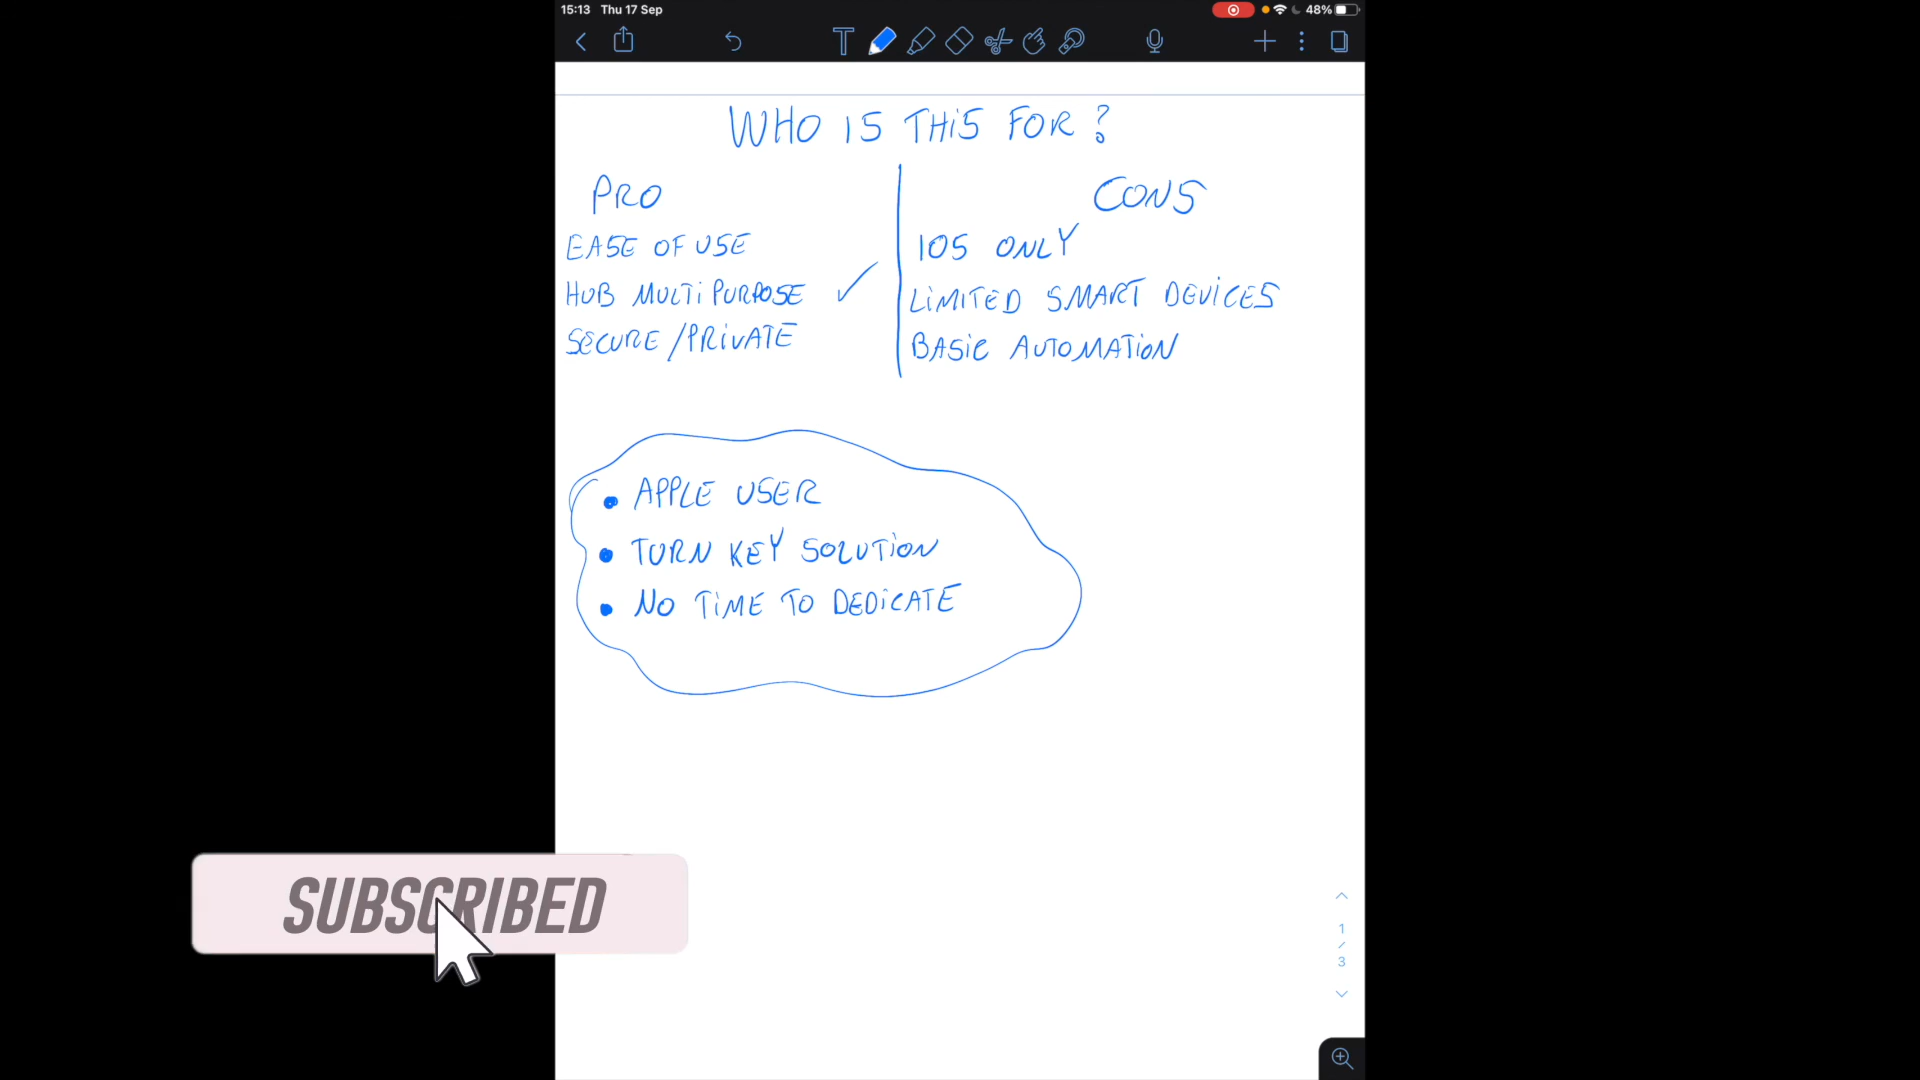 15:13 Thu 17 Sep
48%
WHO IS THiS FOR ?
PRO
CONS
EASE OF USE
IOS ONLY
HUB MULTi PURPOSE
LiMITED SMART DEViCES
SECURE / PRiVATE
BASiC AUTOMATiON
APPLE USER
TURN KEY SOLUTiON
NO TiME TO DEDiCATE
SUBSCRIBED
1
/
3